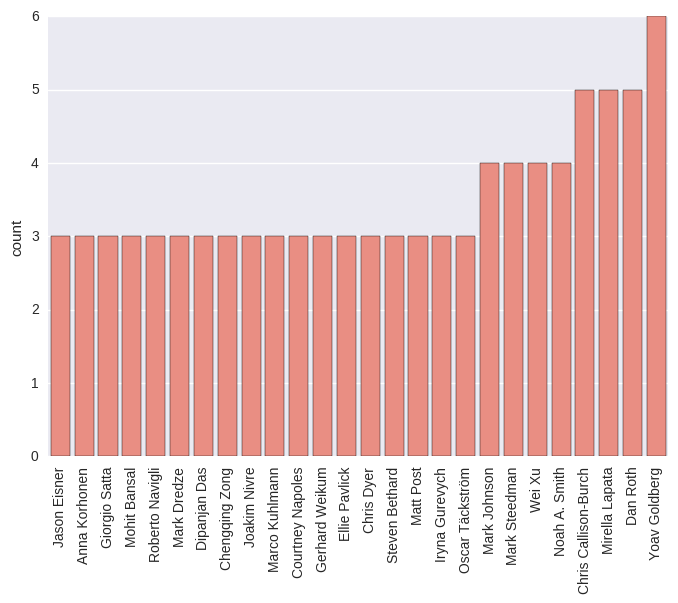 6
5
4
3
2
1
0
count
Jason Eisner
Anna Korhonen
Giorgio Satta
Mohit Bansal
Roberto Navigli
Mark Dredze
Dipanjan Das
Chengqing Zong
Joakim Nivre
Marco Kuhlmann
Courtney Napoles
Gerhard Weikum
Ellie Pavlick
Chris Dyer
Steven Bethard
Matt Post
Iryna Gurevych
Oscar Täckström
Mark Johnson
Mark Steedman
Wei Xu
Noah A. Smith
Chris Callison-Burch
Mirella Lapata
Dan Roth
Yoav Goldberg